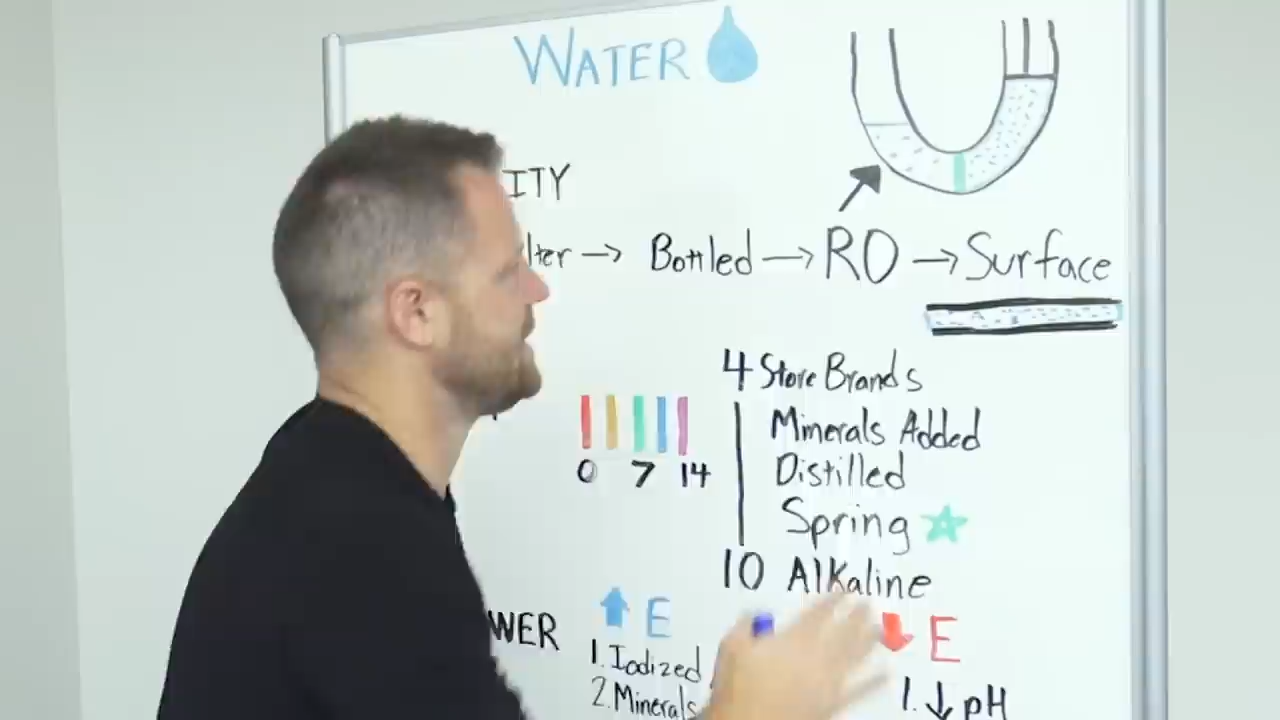 WATER
ITY
lter → Bottled → RO → Surface
4 Store Brands
Minerals Added
0 7 14
Distilled
Spring
10 Alkaline
WER
E
E
1. Iodized
2. Minerals
1. ↓ pH